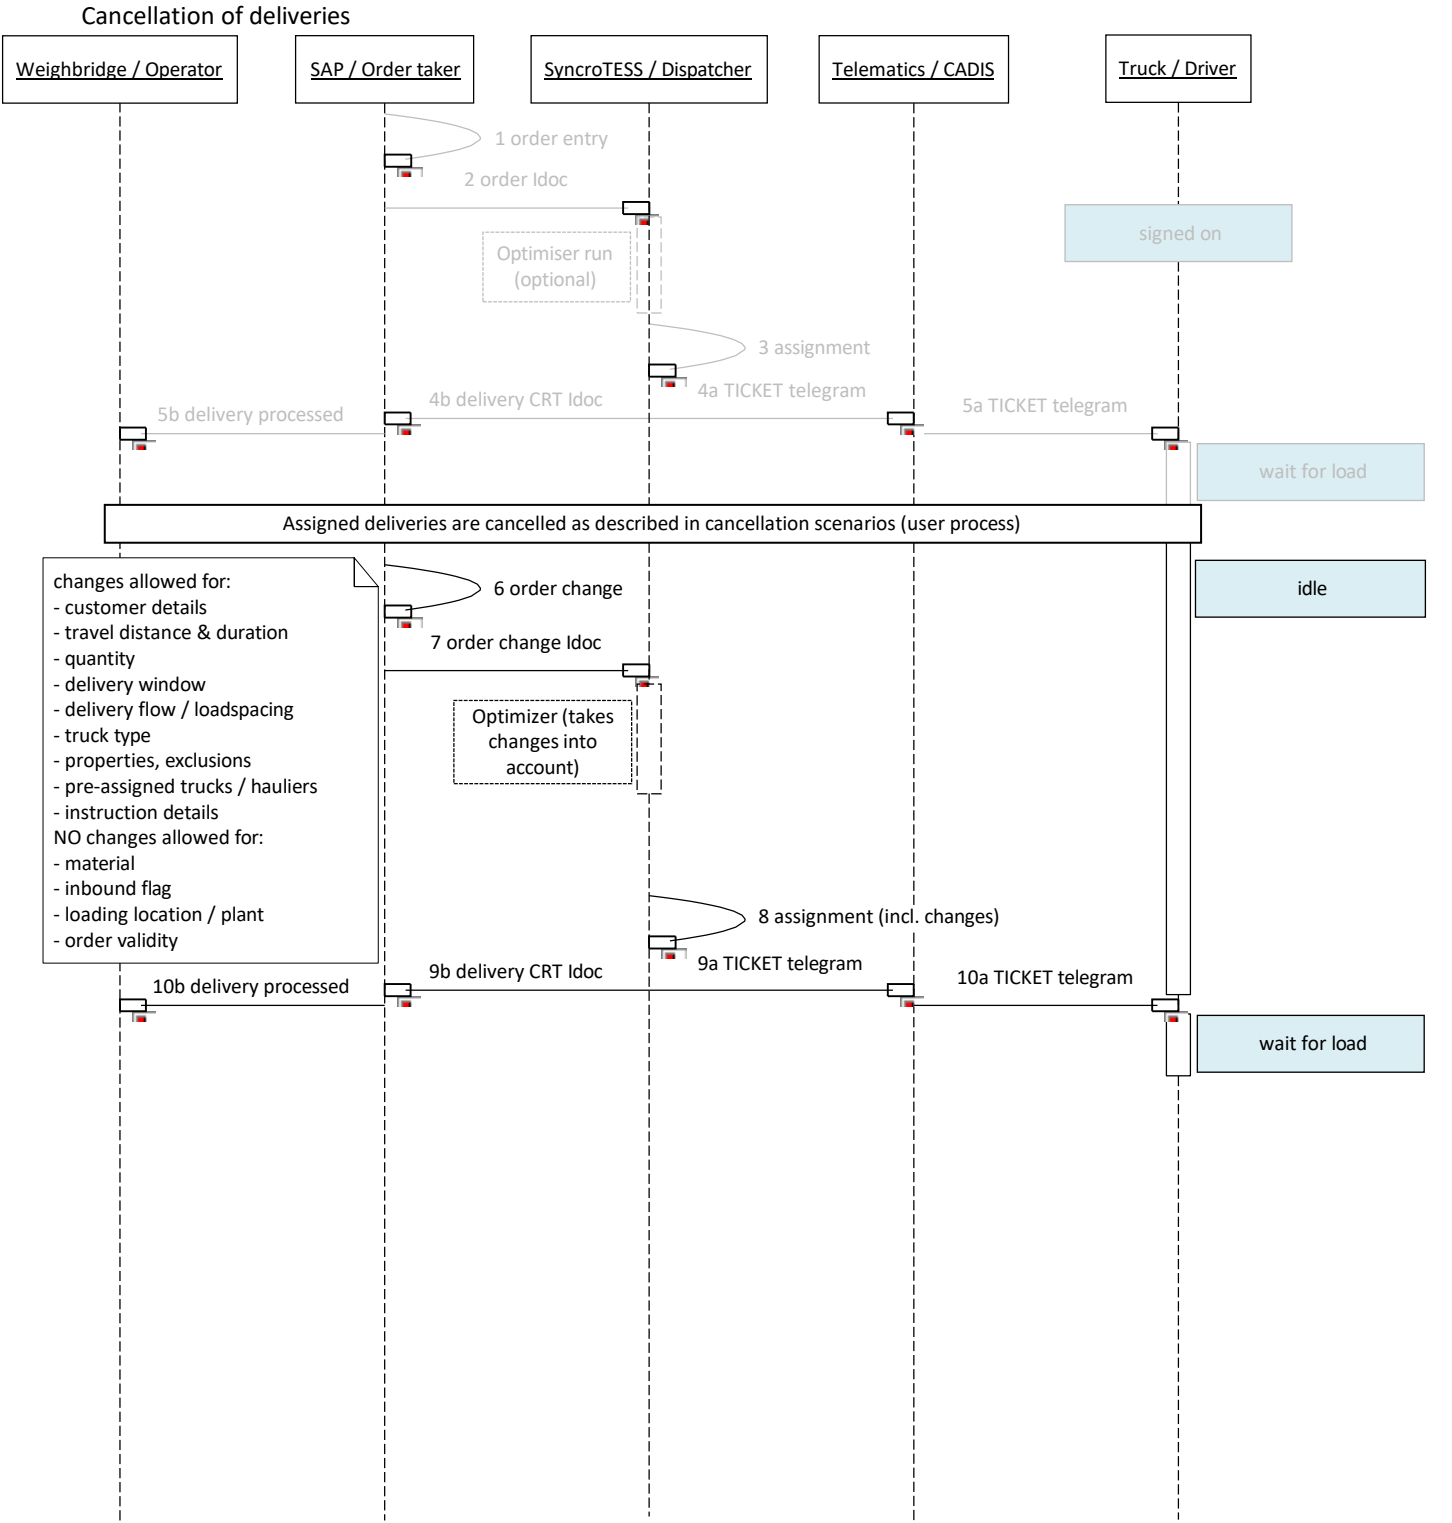 Cancellation of deliveries
Weighbridge / Operator
SAP / Order taker
SyncroTESS / Dispatcher
Telematics / CADIS
Truck / Driver
1 order entry
2 order Idoc
signed on
Optimiser run
(optional)
3 assignment
4a TICKET telegram
4b delivery CRT Idoc
5a TICKET telegram
5b delivery processed
wait for load
Assigned deliveries are cancelled as described in cancellation scenarios (user process)
changes allowed for:
- customer details
- travel distance & duration
- quantity
- delivery window
- delivery flow / loadspacing
- truck type
- properties, exclusions
- pre-assigned trucks / hauliers
- instruction details
NO changes allowed for:
- material
- inbound flag
- loading location / plant
- order validity
6 order change
idle
7 order change Idoc
Optimizer (takes
changes into
account)
8 assignment (incl. changes)
9a TICKET telegram
9b delivery CRT Idoc
10a TICKET telegram
10b delivery processed
wait for load